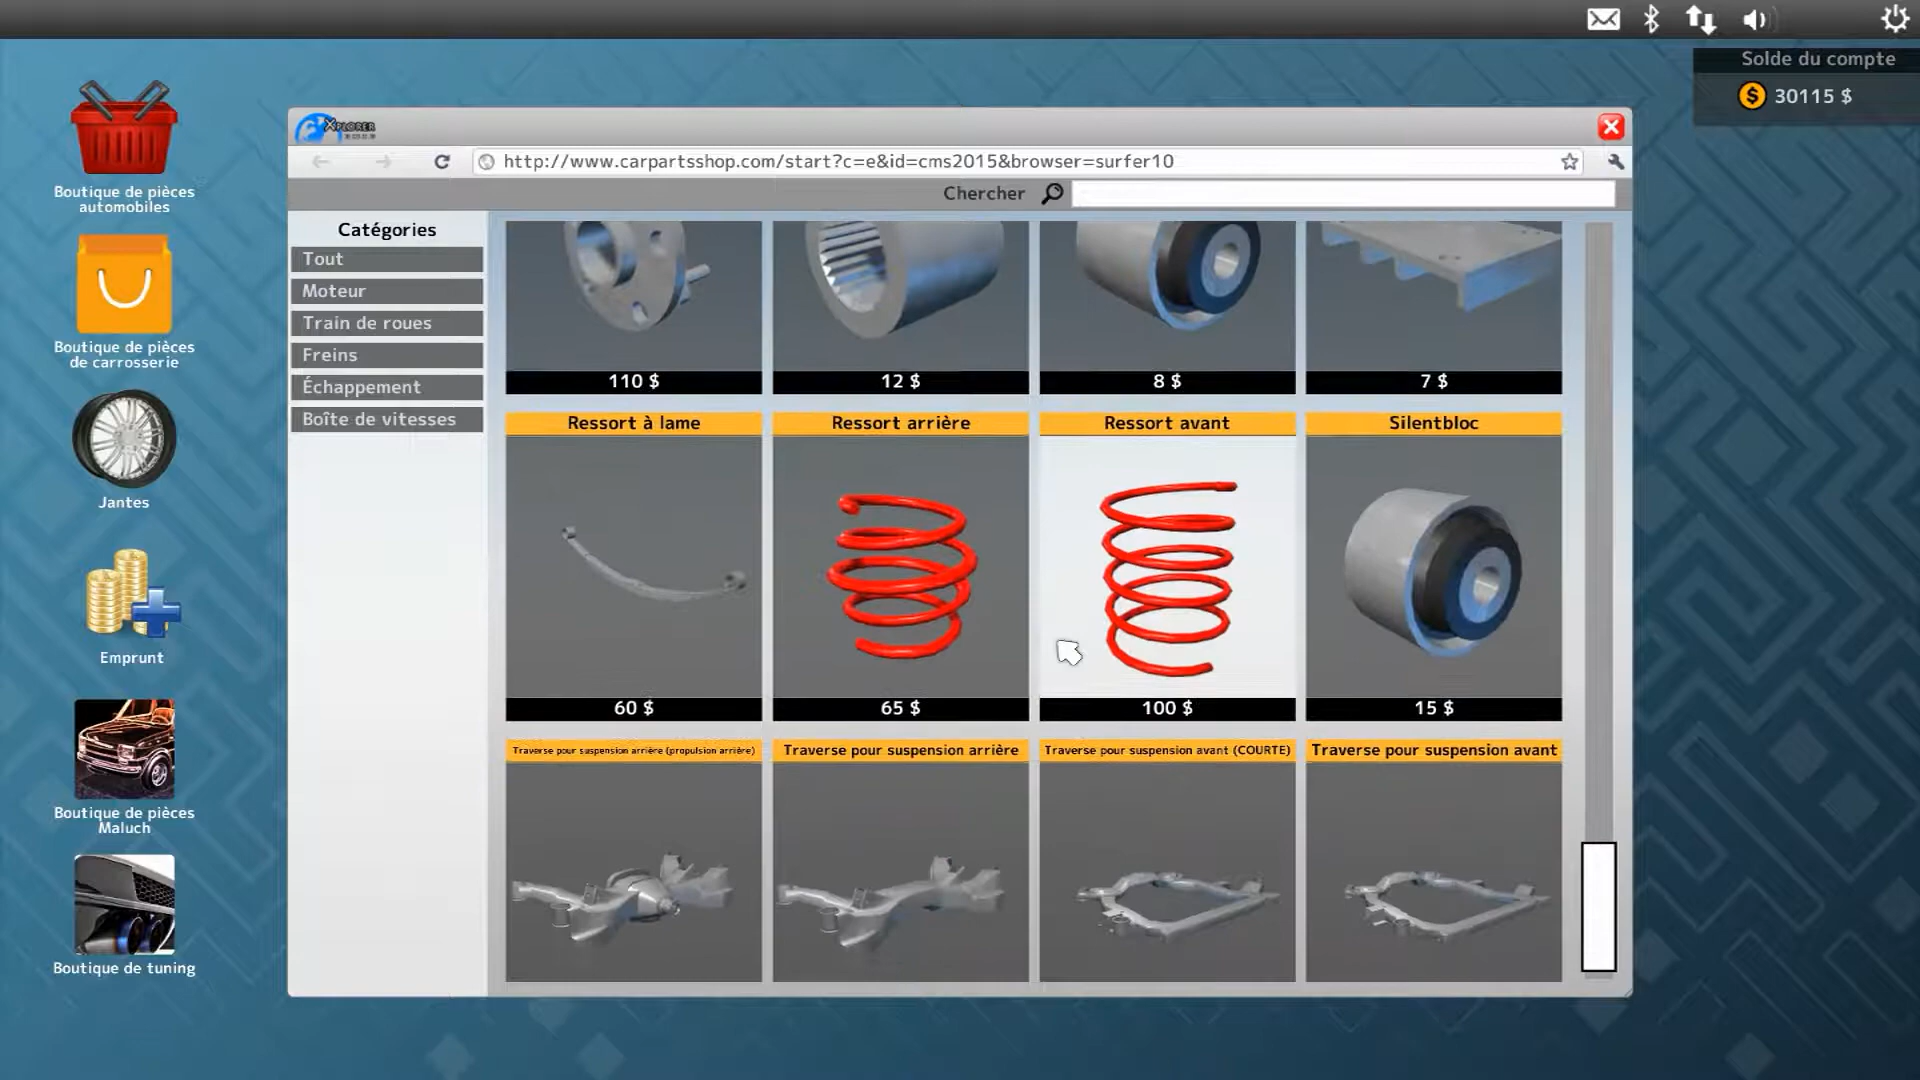 Solde du compte
30115 $
Boutique de pièces
automobiles
Boutique de pièces
de carrosserie
Jantes
Emprunt
Boutique de pièces
Maluch
Boutique de tuning
XPLORER
http://www.carpartsshop.com/start?c=e&id=cms2015&browser=surfer10
Chercher
Catégories
Tout
Moteur
Train de roues
Freins
Échappement
Boîte de vitesses
110 $
12 $
8 $
7 $
Ressort à lame
Ressort arrière
Ressort avant
Silentbloc
60 $
65 $
100 $
15 $
Traverse pour suspension arrière (propulsion arrière)
Traverse pour suspension arrière
Traverse pour suspension avant (COURTE)
Traverse pour suspension avant